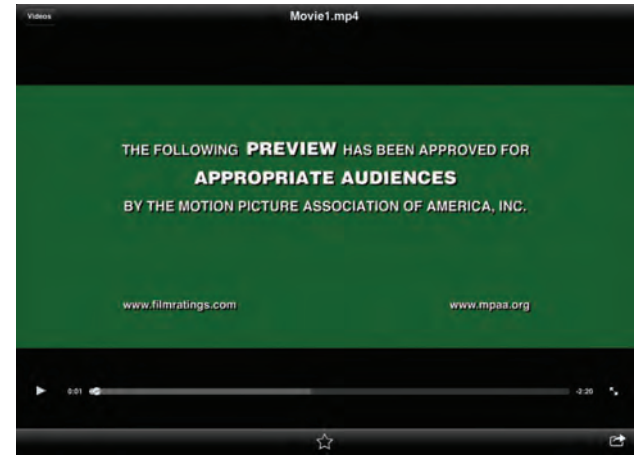 Videos
Movie1.mp4
THE FOLLOWING PREVIEW HAS BEEN APPROVED FOR
APPROPRIATE AUDIENCES
BY THE MOTION PICTURE ASSOCIATION OF AMERICA, INC.
www.filmratings.com www.mpaa.org
0:01 -2:20